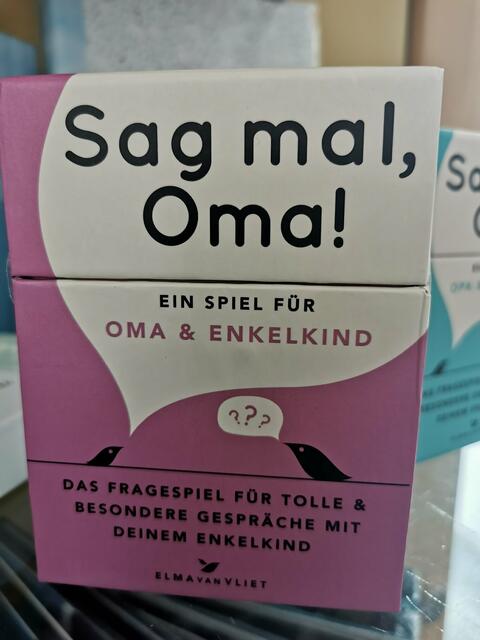 Sag mal,
Oma!
EIN SPIEL FÜR
OMA & ENKELKIND
???
DAS FRAGESPIEL FÜR TOLLE &
BESONDERE GESPRÄCHE MIT
DEINEM ENKELKIND
ELMA VAN VLIET